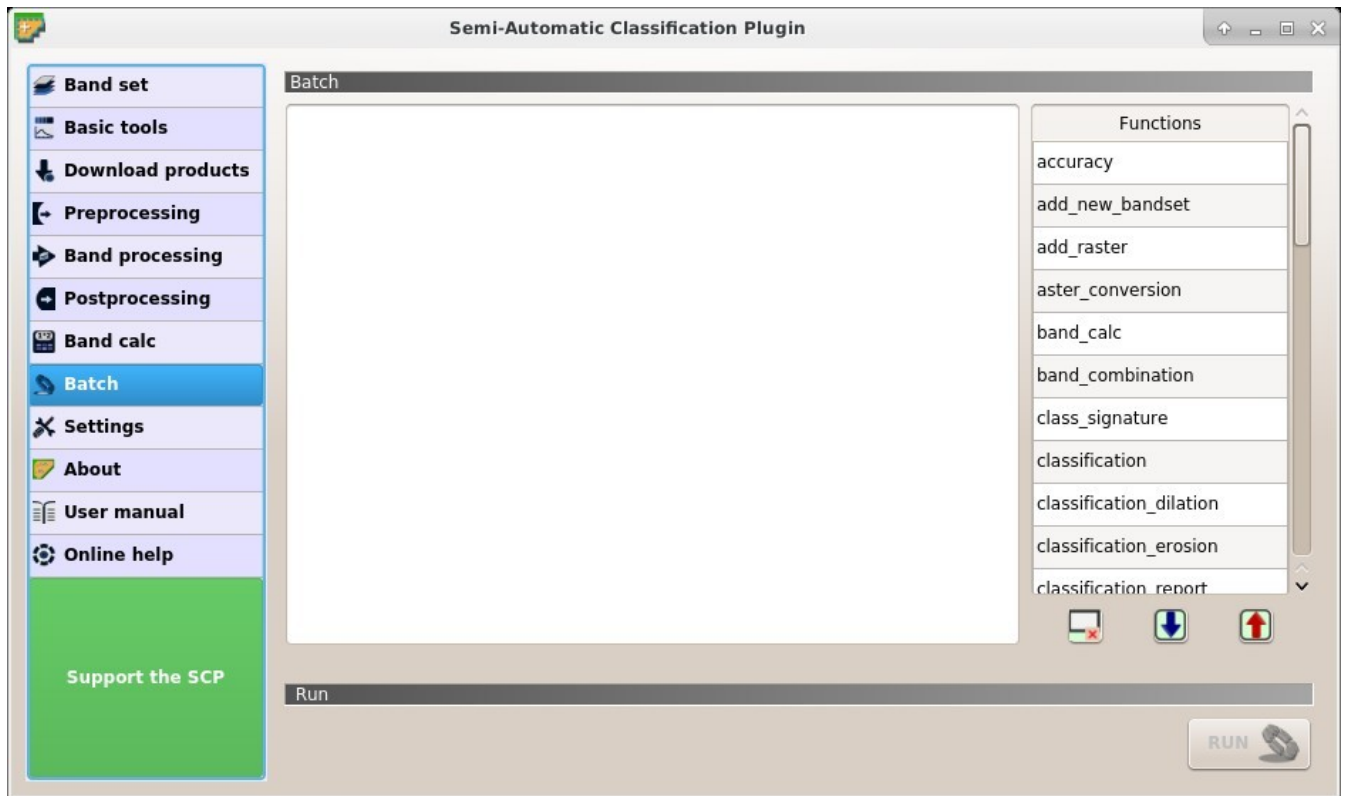 Semi-Automatic Classification Plugin
Band set
Basic tools
Download products
Preprocessing
Band processing
Postprocessing
Band calc
Batch
Settings
About
User manual
Online help
Support the SCP
Batch
Functions
accuracy
add_new_bandset
add_raster
aster_conversion
band_calc
band_combination
class_signature
classification
classification_dilation
classification_erosion
classification_report
Run
RUN